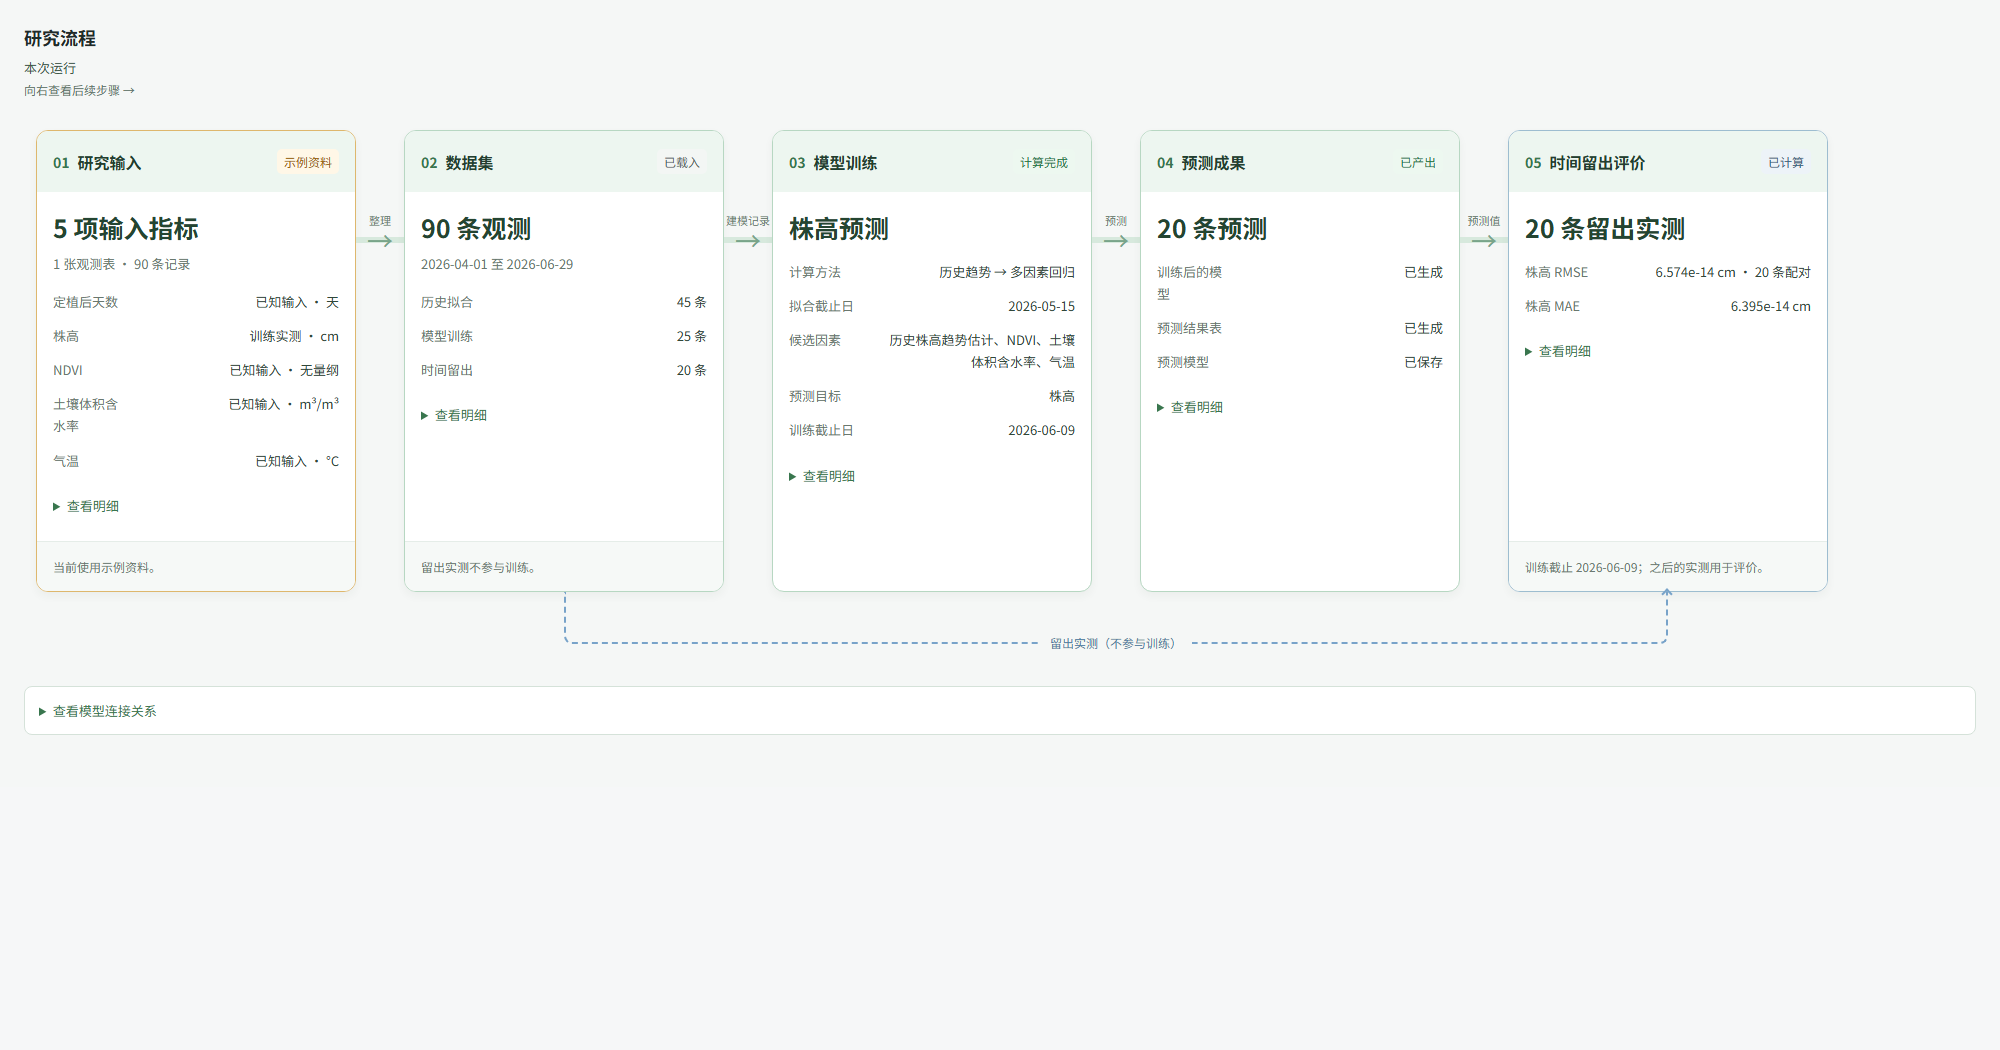 研究流程
本次运行
向右查看后续步骤 →
01 研究输入 示例资料
5 项输入指标
1 张观测表 · 90 条记录
定植后天数 已知输入 · 天
株高 训练实测 · cm
NDVI 已知输入 · 无量纲
土壤体积含 已知输入 · m³/m³
水率
气温 已知输入 · °C
▶ 查看明细
当前使用示例资料。
整理
02 数据集 已载入
90 条观测
2026-04-01 至 2026-06-29
历史拟合 45 条
模型训练 25 条
时间留出 20 条
▶ 查看明细
留出实测不参与训练。
建模记录
03 模型训练 计算完成
株高预测
计算方法 历史趋势 → 多因素回归
拟合截止日 2026-05-15
候选因素 历史株高趋势估计、NDVI、土壤
体积含水率、气温
预测目标 株高
训练截止日 2026-06-09
▶ 查看明细
预测
04 预测成果 已产出
20 条预测
训练后的模 已生成
型
预测结果表 已生成
预测模型 已保存
▶ 查看明细
预测值
05 时间留出评价 已计算
20 条留出实测
株高 RMSE 6.574e-14 cm · 20 条配对
株高 MAE 6.395e-14 cm
▶ 查看明细
训练截止 2026-06-09；之后的实测用于评价。
留出实测（不参与训练）
▶ 查看模型连接关系